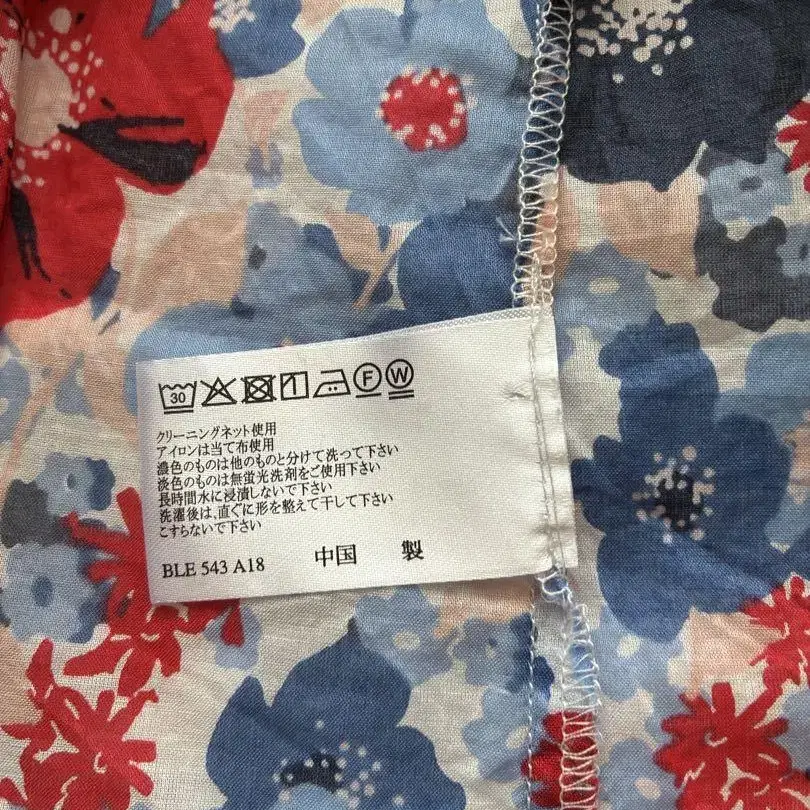 30 F W
クリーニングネット使用
アイロンは当て布使用
濃色のものは他のものと分けて洗って下さい
淡色のものは無蛍光洗剤をご使用下さい
長時間水に浸漬しないで下さい
洗濯後は、直ぐに形を整えて干して下さい
こすらないで下さい
BLE 543 A18 中国 製